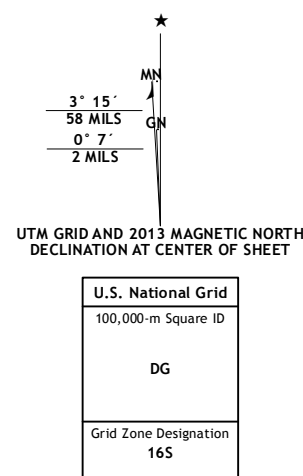 ★
MN
3° 15´
58 MILS
GN
0° 7´
2 MILS
UTM GRID AND 2013 MAGNETIC NORTH
DECLINATION AT CENTER OF SHEET
U.S. National Grid
100,000-m Square ID
DG
Grid Zone Designation
16S